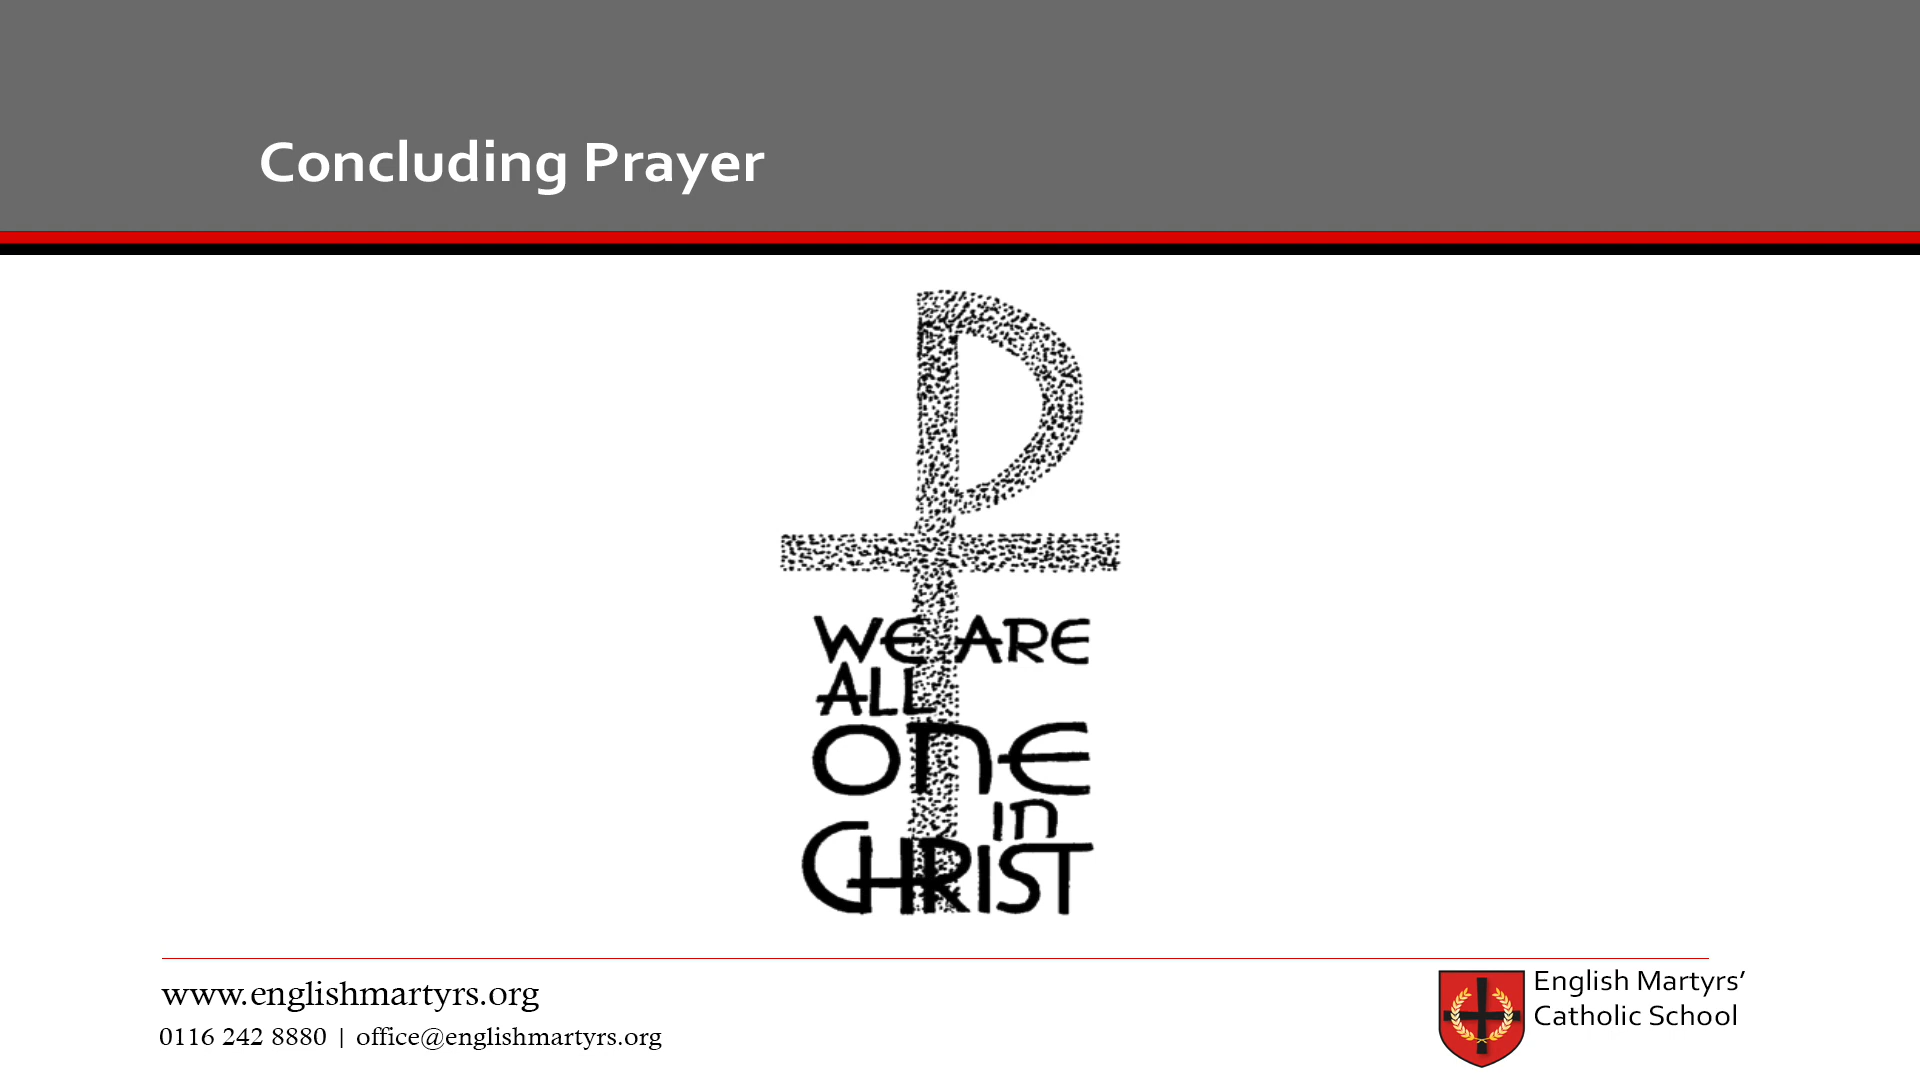 Concluding Prayer
WE ARE
ALL
ONE
in
CHRIST
www.englishmartyrs.org
0116 242 8880 | office@englishmartyrs.org
English Martyrs’
Catholic School